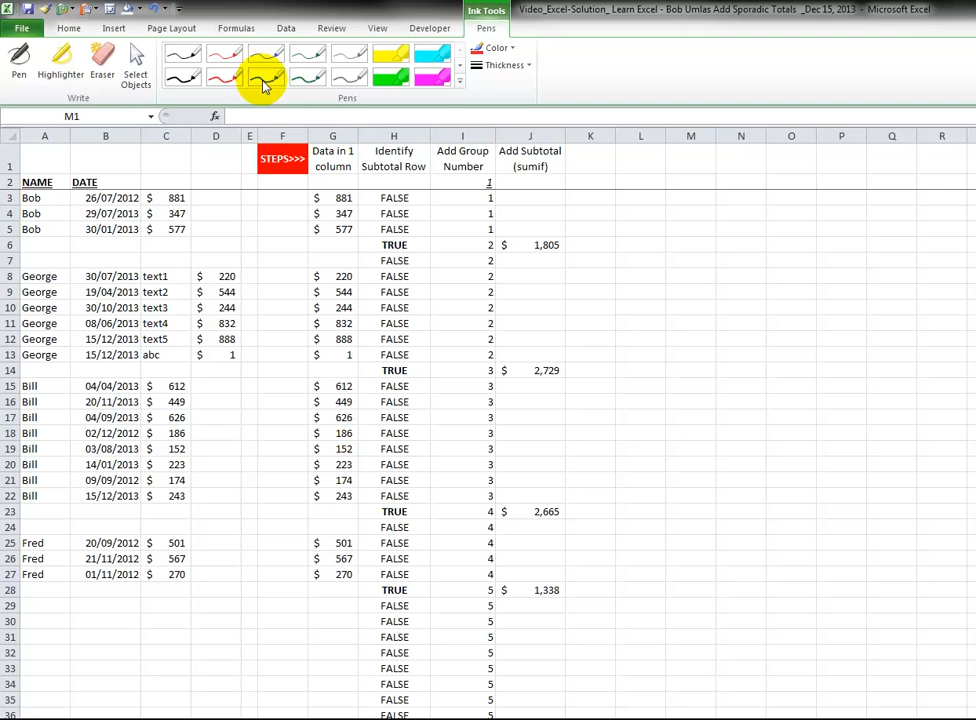 Ink Tools
Video_Excel-Solution_ Learn Excel - Bob Umlas Add Sporadic Totals _Dec 15, 2013 - Microsoft Excel
File Home Insert Page Layout Formulas Data Review View Developer Pens
Pen Highlighter Eraser Select Objects
Color
Thickness
Write Pens
M1 fx
A B C D E F G H I J K L M N O P Q R
1 STEPS>>> Data in 1 column Identify Subtotal Row Add Group Number Add Subtotal (sumif)
2 NAME DATE 1
3 Bob 26/07/2012 $ 881 $ 881 FALSE 1
4 Bob 29/07/2013 $ 347 $ 347 FALSE 1
5 Bob 30/01/2013 $ 577 $ 577 FALSE 1
6 TRUE 2 $ 1,805
7 FALSE 2
8 George 30/07/2013 text1 $ 220 $ 220 FALSE 2
9 George 19/04/2013 text2 $ 544 $ 544 FALSE 2
10 George 30/10/2013 text3 $ 244 $ 244 FALSE 2
11 George 08/06/2013 text4 $ 832 $ 832 FALSE 2
12 George 15/12/2013 text5 $ 888 $ 888 FALSE 2
13 George 15/12/2013 abc $ 1 $ 1 FALSE 2
14 TRUE 3 $ 2,729
15 Bill 04/04/2013 $ 612 $ 612 FALSE 3
16 Bill 20/11/2013 $ 449 $ 449 FALSE 3
17 Bill 04/09/2013 $ 626 $ 626 FALSE 3
18 Bill 02/12/2012 $ 186 $ 186 FALSE 3
19 Bill 03/08/2013 $ 152 $ 152 FALSE 3
20 Bill 14/01/2013 $ 223 $ 223 FALSE 3
21 Bill 09/09/2012 $ 174 $ 174 FALSE 3
22 Bill 15/12/2013 $ 243 $ 243 FALSE 3
23 TRUE 4 $ 2,665
24 FALSE 4
25 Fred 20/09/2012 $ 501 $ 501 FALSE 4
26 Fred 21/11/2012 $ 567 $ 567 FALSE 4
27 Fred 01/11/2012 $ 270 $ 270 FALSE 4
28 TRUE 5 $ 1,338
29 FALSE 5
30 FALSE 5
31 FALSE 5
32 FALSE 5
33 FALSE 5
34 FALSE 5
35 FALSE 5
36 FALSE 5